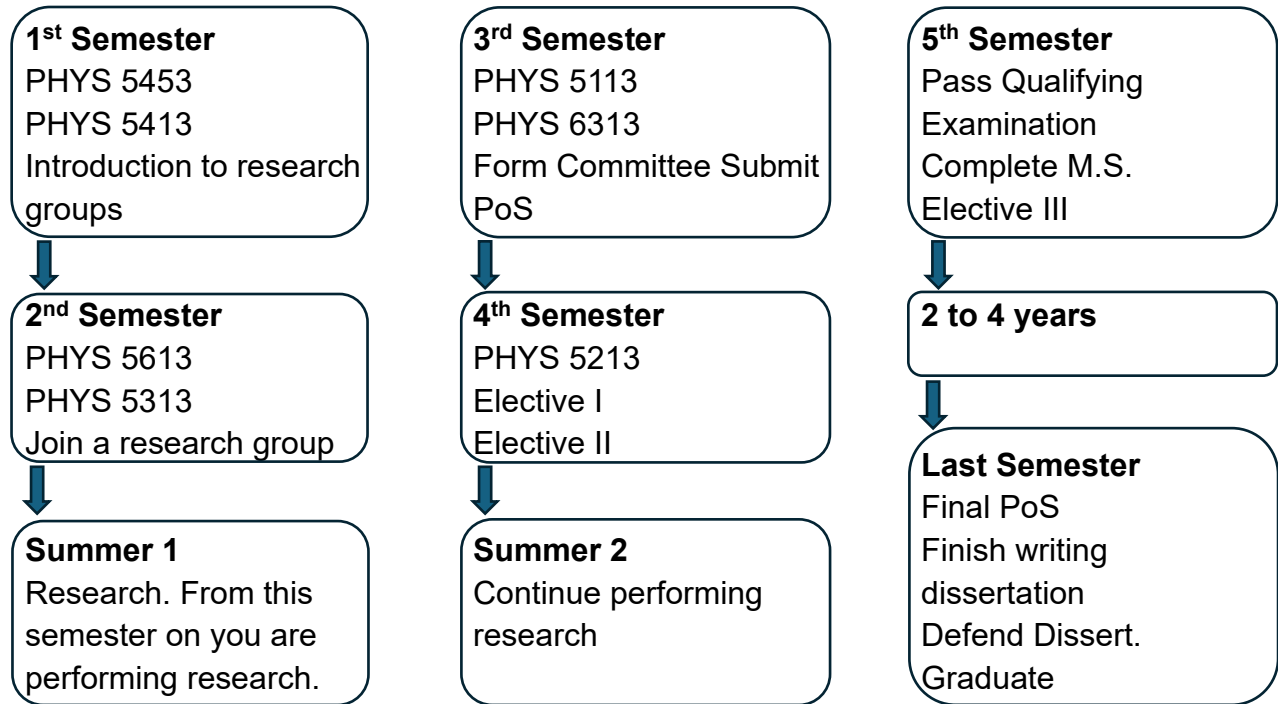 1st Semester
PHYS 5453
PHYS 5413
Introduction to research
groups
2nd Semester
PHYS 5613
PHYS 5313
Join a research group
Summer 1
Research. From this
semester on you are
performing research.
3rd Semester
PHYS 5113
PHYS 6313
Form Committee Submit
PoS
4th Semester
PHYS 5213
Elective I
Elective II
Summer 2
Continue performing
research
5th Semester
Pass Qualifying
Examination
Complete M.S.
Elective III
2 to 4 years
Last Semester
Final PoS
Finish writing
dissertation
Defend Dissert.
Graduate